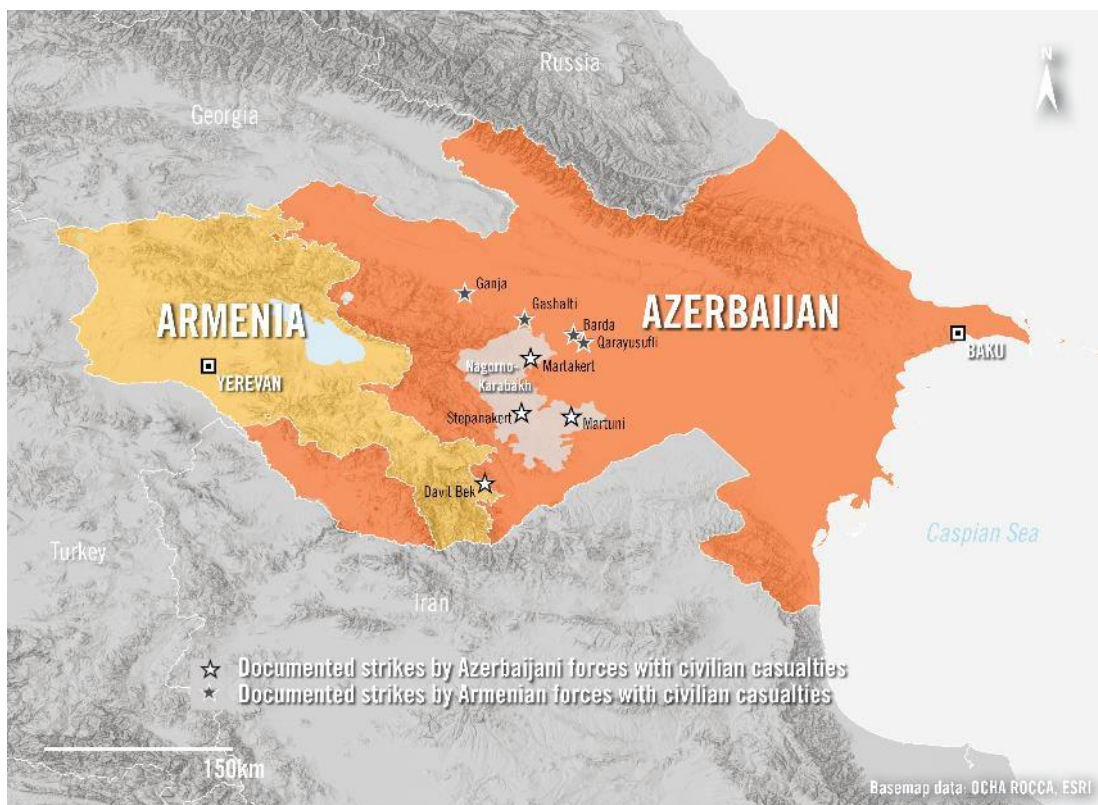 N
Russia
Georgia
Ganja
Gashalti
ARMENIA
AZERBAIJAN
Barda
Qarayusufli
BAKU
Martakert
Nagorno-
Karabakh
YEREVAN
Stepanakert
Martuni
Davit Bek
Caspian Sea
Turkey
Iran
Documented strikes by Azerbaijani forces with civilian casualties
Documented strikes by Armenian forces with civilian casualties
150km
Basemap data: OCHA ROCCA, ESRI